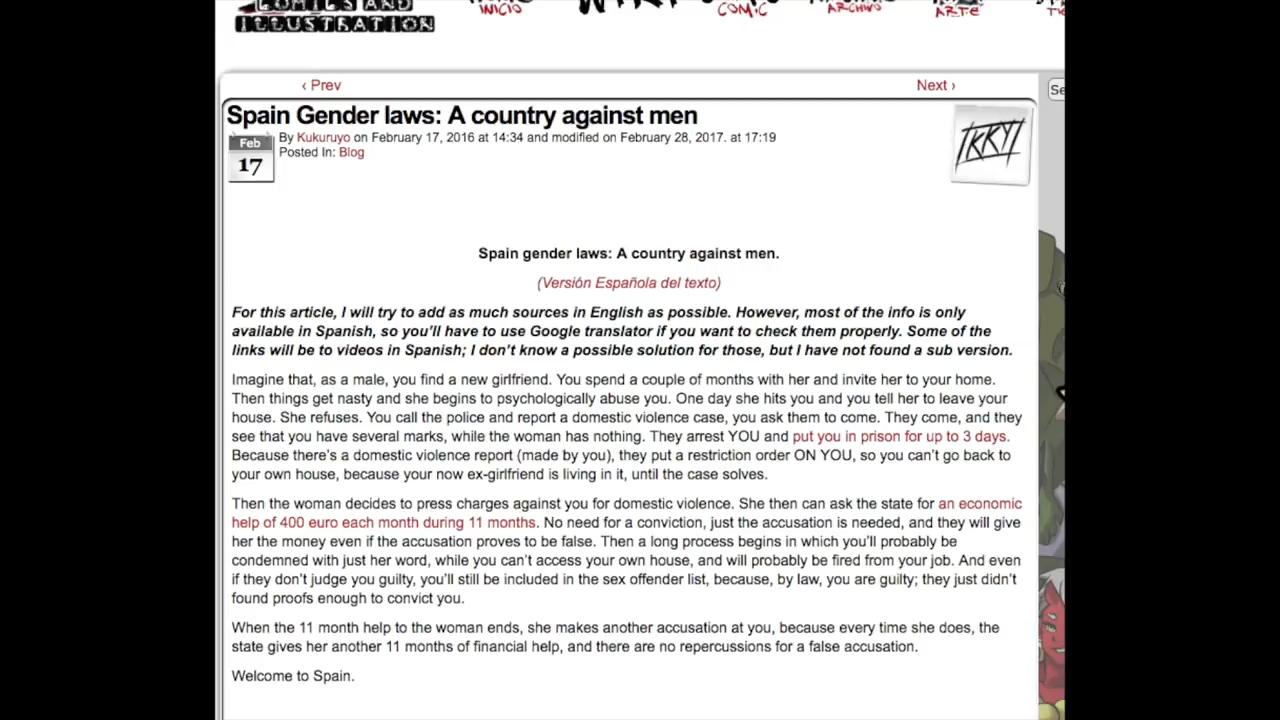 COMICS AND
ILLUSTRATION
INICIO
WIKI
COMIC
ARCHIVO
ARTE
‹ Prev
Next ›
Se
Spain Gender laws: A country against men
Feb
17
By Kukuruyo on February 17, 2016 at 14:34 and modified on February 28, 2017. at 17:19
Posted In: Blog
Spain gender laws: A country against men.
(Versión Española del texto)
For this article, I will try to add as much sources in English as possible. However, most of the info is only
available in Spanish, so you’ll have to use Google translator if you want to check them properly. Some of the
links will be to videos in Spanish; I don’t know a possible solution for those, but I have not found a sub version.
Imagine that, as a male, you find a new girlfriend. You spend a couple of months with her and invite her to your home.
Then things get nasty and she begins to psychologically abuse you. One day she hits you and you tell her to leave your
house. She refuses. You call the police and report a domestic violence case, you ask them to come. They come, and they
see that you have several marks, while the woman has nothing. They arrest YOU and put you in prison for up to 3 days.
Because there’s a domestic violence report (made by you), they put a restriction order ON YOU, so you can’t go back to
your own house, because your now ex-girlfriend is living in it, until the case solves.
Then the woman decides to press charges against you for domestic violence. She then can ask the state for an economic
help of 400 euro each month during 11 months. No need for a conviction, just the accusation is needed, and they will give
her the money even if the accusation proves to be false. Then a long process begins in which you’ll probably be
condemned with just her word, while you can’t access your own house, and will probably be fired from your job. And even
if they don’t judge you guilty, you’ll still be included in the sex offender list, because, by law, you are guilty; they just didn’t
found proofs enough to convict you.
When the 11 month help to the woman ends, she makes another accusation at you, because every time she does, the
state gives her another 11 months of financial help, and there are no repercussions for a false accusation.
Welcome to Spain.